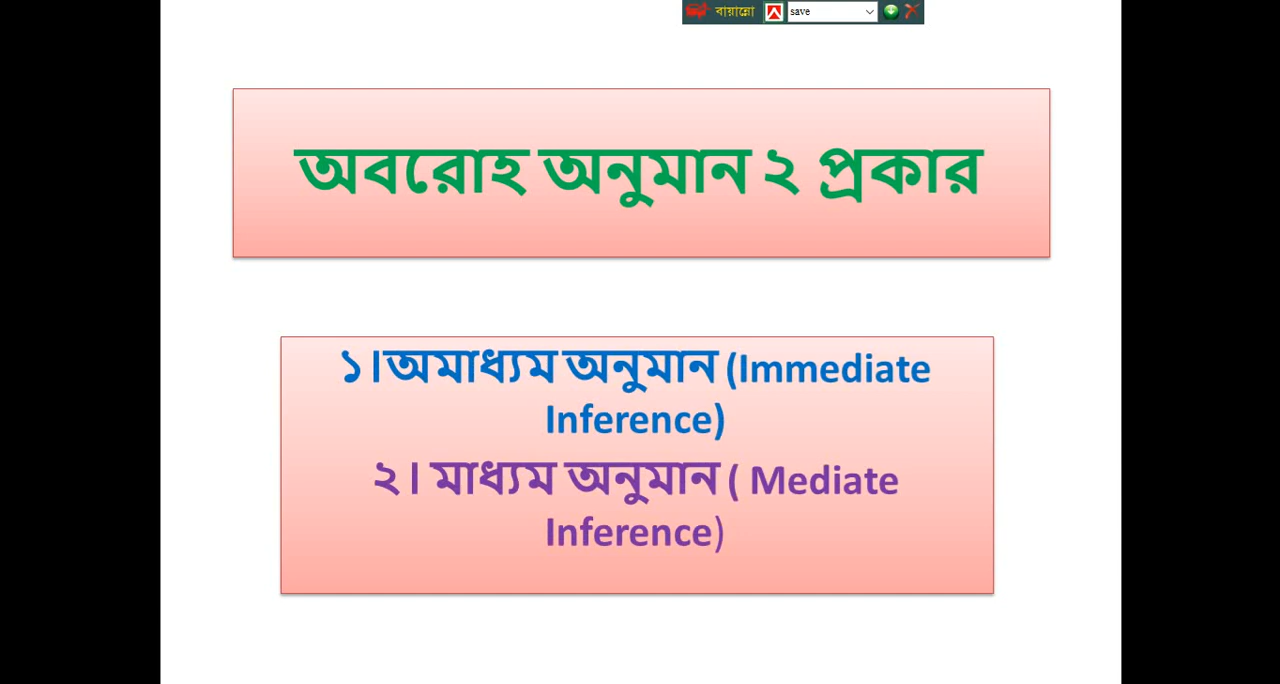 বায়ান্নো save
অবরোহ অনুমান ২ প্রকার
১।অমাধ্যম অনুমান (Immediate
Inference)
২। মাধ্যম অনুমান ( Mediate
Inference)